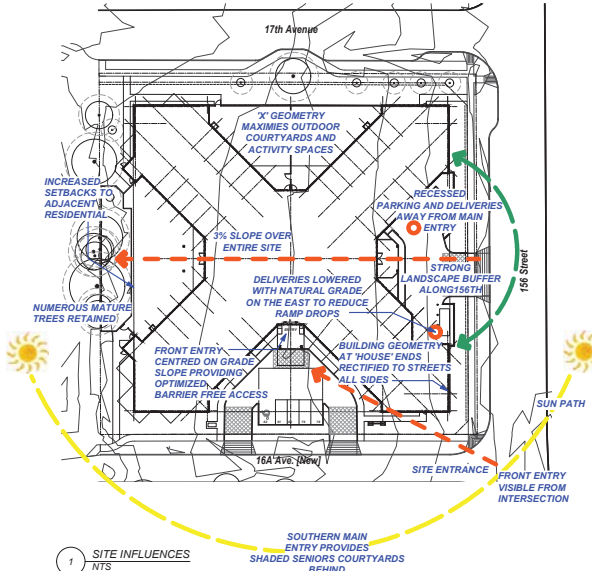 17th Avenue
'X' GEOMETRY
MAXIMIES OUTDOOR
COURTYARDS AND
ACTIVITY SPACES
INCREASED
SETBACKS TO
ADJACENT
RESIDENTIAL
RECESSED
PARKING AND DELIVERIES
AWAY FROM MAIN
ENTRY
3% SLOPE OVER
ENTIRE SITE
STRONG
LANDSCAPE BUFFER
ALONG156TH
156 Street
DELIVERIES LOWERED
WITH NATURAL GRADE,
ON THE EAST TO REDUCE
RAMP DROPS
NUMEROUS MATURE
TREES RETAINED
ENTRY
FRONT ENTRY
CENTRED ON GRADE
SLOPE PROVIDING
OPTIMIZED
BARRIER FREE ACCESS
BUILDING GEOMETRY
AT 'HOUSE' ENDS
RECTIFIED TO STREETS
ALL SIDES
SUN PATH
16A Ave. [New]
SITE ENTRANCE
FRONT ENTRY
VISIBLE FROM
INTERSECTION
SOUTHERN MAIN
ENTRY PROVIDES
SHADED SENIORS COURTYARDS
BEHIND
1 SITE INFLUENCES
NTS